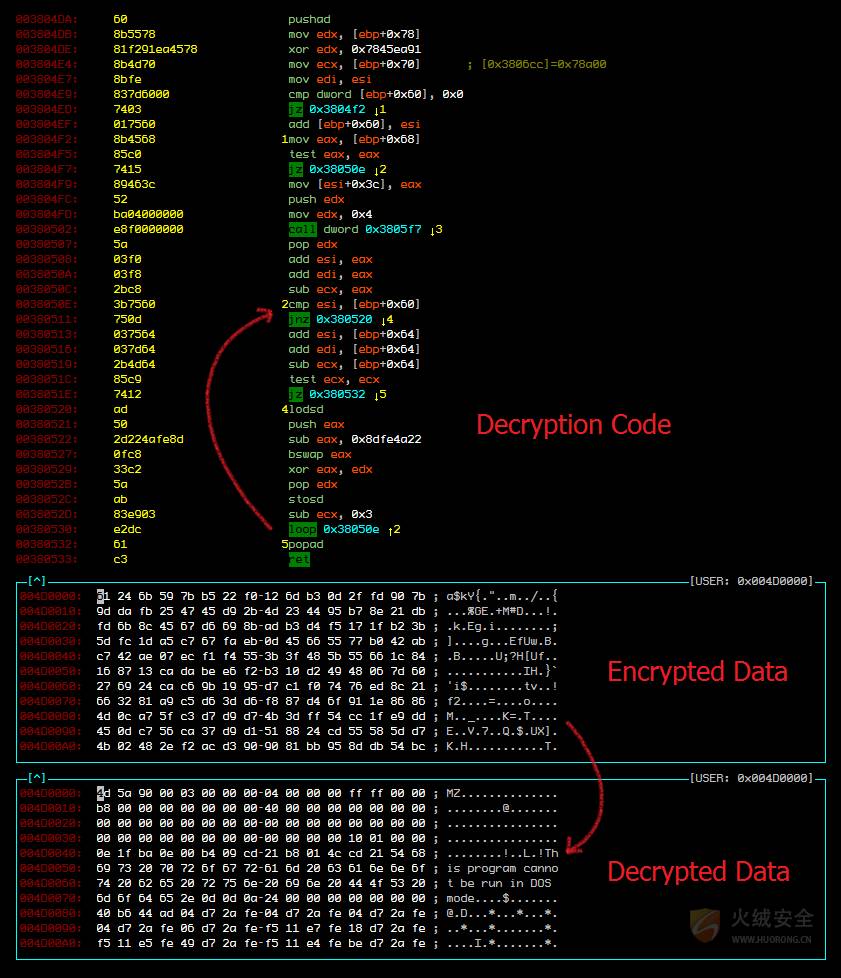 003804DA: 60 pushad
003804DB: 8b5578 mov edx, [ebp+0x78]
003804DE: 81f291ea4578 xor edx, 0x7845ea91
003804E4: 8b4d70 mov ecx, [ebp+0x70] ; [0x3806cc]=0x78a00
003804E7: 8bfe mov edi, esi
003804E9: 837d6000 cmp dword [ebp+0x60], 0x0
003804ED: 7403 jz 0x3804f2 ↓1
003804EF: 017560 add [ebp+0x60], esi
003804F2: 8b4568 1mov eax, [ebp+0x68]
003804F5: 85c0 test eax, eax
003804F7: 7415 jz 0x38050e ↓2
003804F9: 89463c mov [esi+0x3c], eax
003804FC: 52 push edx
003804FD: ba04000000 mov edx, 0x4
00380502: e8f0000000 call dword 0x3805f7 ↓3
00380507: 5a pop edx
00380508: 03f0 add esi, eax
0038050A: 03f8 add edi, eax
0038050C: 2bc8 sub ecx, eax
0038050E: 3b7560 2cmp esi, [ebp+0x60]
00380511: 750d jnz 0x380520 ↓4
00380513: 037564 add esi, [ebp+0x64]
00380516: 037d64 add edi, [ebp+0x64]
00380519: 2b4d64 sub ecx, [ebp+0x64]
0038051C: 85c9 test ecx, ecx
0038051E: 7412 jz 0x380532 ↓5
00380520: ad 4lodsd
00380521: 50 push eax
00380522: 2d224afe8d sub eax, 0x8dfe4a22
00380527: 0fc8 bswap eax
00380529: 33c2 xor eax, edx
0038052B: 5a pop edx
0038052C: ab stosd
0038052D: 83e903 sub ecx, 0x3
00380530: e2dc loop 0x38050e ↑2
00380532: 61 5popad
00380533: c3 ret
Decryption Code
[^] [USER: 0x004D0000]
004D0000: 61 24 6b 59 7b b5 22 f0-12 6d b3 0d 2f fd 90 7b ; a$kY{."..m../..{
004D0010: 9d da fb 25 47 45 d9 2b-4d 23 44 95 b7 8e 21 db ; ...%GE.+M#D...!.
004D0020: fd 6b 8c 45 67 d6 69 8b-ad b3 d4 f5 17 1f b2 3b ; .k.Eg.i........;
004D0030: 5d fc 1d a5 c7 67 fa eb-0d 45 66 55 77 b0 42 ab ; ]....g...EfUw.B.
004D0040: c7 42 ae 07 ec f1 f4 55-3b 3f 48 5b 55 66 1c 84 ; .B.....U;?H[Uf..
004D0050: 16 87 13 ca da be e6 f2-b3 10 d2 49 48 06 7d 60 ; ...........IH.}`
004D0060: 27 69 24 ca c6 9b 19 95-d7 c1 f0 74 76 ed 8c 21 ; 'i$........tv..!
004D0070: 66 32 81 a9 c5 d6 3d d6-f8 87 d4 6f 91 1e 86 86 ; f2....=....o....
004D0080: 4d 0c a7 5f c3 d7 d9 d7-4b 3d ff 54 cc 1f e9 dd ; M.._....K=.T....
004D0090: 45 0d c7 56 ca 37 d9 d1-51 88 24 cd 55 58 5d d7 ; E..V.7..Q.$.UX].
004D00A0: 4b 02 48 2e f2 ac d3 90-90 81 bb 95 8d db 54 bc ; K.H...........T.
Encrypted Data
[^] [USER: 0x004D0000]
004D0000: 4d 5a 90 00 03 00 00 00-04 00 00 00 ff ff 00 00 ; MZ..............
004D0010: b8 00 00 00 00 00 00 00-40 00 00 00 00 00 00 00 ; ........@.......
004D0020: 00 00 00 00 00 00 00 00-00 00 00 00 00 00 00 00 ; ................
004D0030: 00 00 00 00 00 00 00 00-00 00 00 00 10 01 00 00 ; ................
004D0040: 0e 1f ba 0e 00 b4 09 cd-21 b8 01 4c cd 21 54 68 ; ........!..L.!Th
004D0050: 69 73 20 70 72 6f 67 72-61 6d 20 63 61 6e 6e 6f ; is program canno
004D0060: 74 20 62 65 20 72 75 6e-20 69 6e 20 44 4f 53 20 ; t be run in DOS
004D0070: 6d 6f 64 65 2e 0d 0d 0a-24 00 00 00 00 00 00 00 ; mode....$.......
004D0080: 40 b6 44 ad 04 d7 2a fe-04 d7 2a fe 04 d7 2a fe ; @.D...*...*...*.
004D0090: 04 d7 2a fe 06 d7 2a fe-f5 11 e7 fe 18 d7 2a fe ; ..*...*.......*.
004D00A0: f5 11 e5 fe 49 d7 2a fe-f5 11 e4 fe be d7 2a fe ; ....I.*.......*.
Decrypted Data
火绒安全
WWW.HUORONG.CN